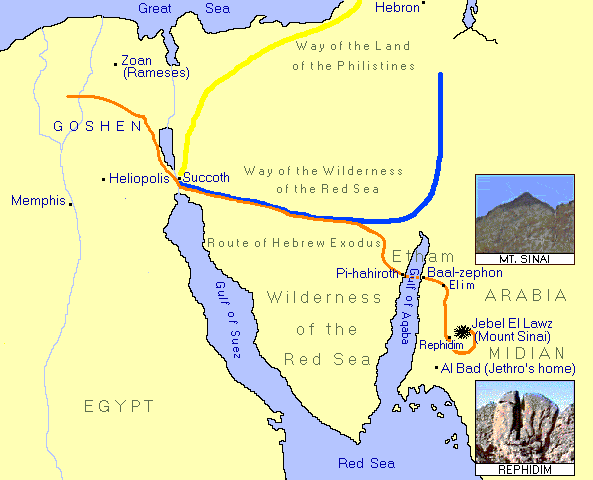 Great Sea
Hebron
Way of the Land
of the Philistines
Zoan
(Rameses)
GOSHEN
Heliopolis
Succoth
Way of the Wilderness
of the Red Sea
Memphis
MT. SINAI
Route of Hebrew Exodus
Etham
Pi-hahiroth
Baal-zephon
Elim
Gulf of Suez
Gulf of Aqaba
Wilderness
of the
Red Sea
ARABIA
Jebel El Lawz
(Mount Sinai)
Rephidim
MIDIAN
Al Bad (Jethro's home)
EGYPT
Red Sea
REPHIDIM